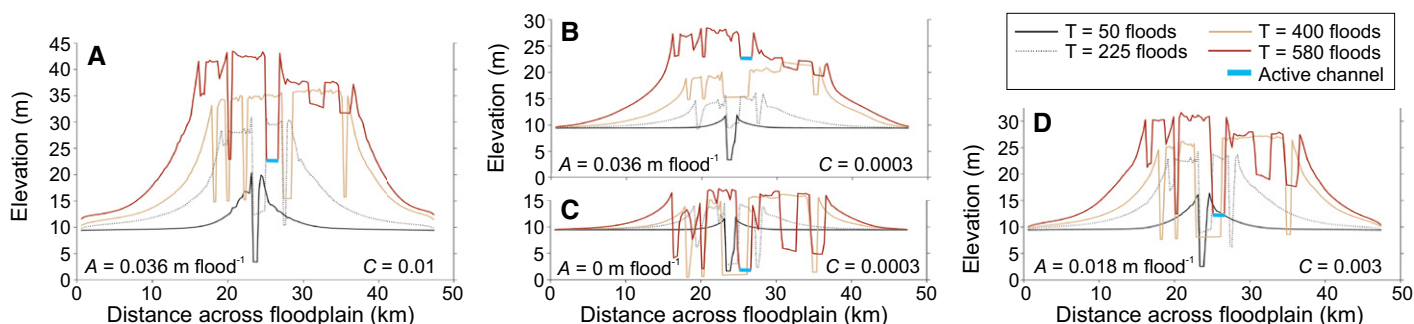 A
Elevation (m)
45
40
35
30
25
20
15
10
5
0
A = 0.036 m flood⁻¹
C = 0.01
0 10 20 30 40 50
Distance across floodplain (km)
B
Elevation (m)
30
25
20
15
10
5
0
A = 0.036 m flood⁻¹
C = 0.0003
C
15
10
5
0
A = 0 m flood⁻¹
C = 0.0003
0 10 20 30 40 50
Distance across floodplain (km)
T = 50 floods
T = 225 floods
T = 400 floods
T = 580 floods
Active channel
D
Elevation (m)
30
25
20
15
10
5
0
A = 0.018 m flood⁻¹
C = 0.003
0 10 20 30 40 50
Distance across floodplain (km)